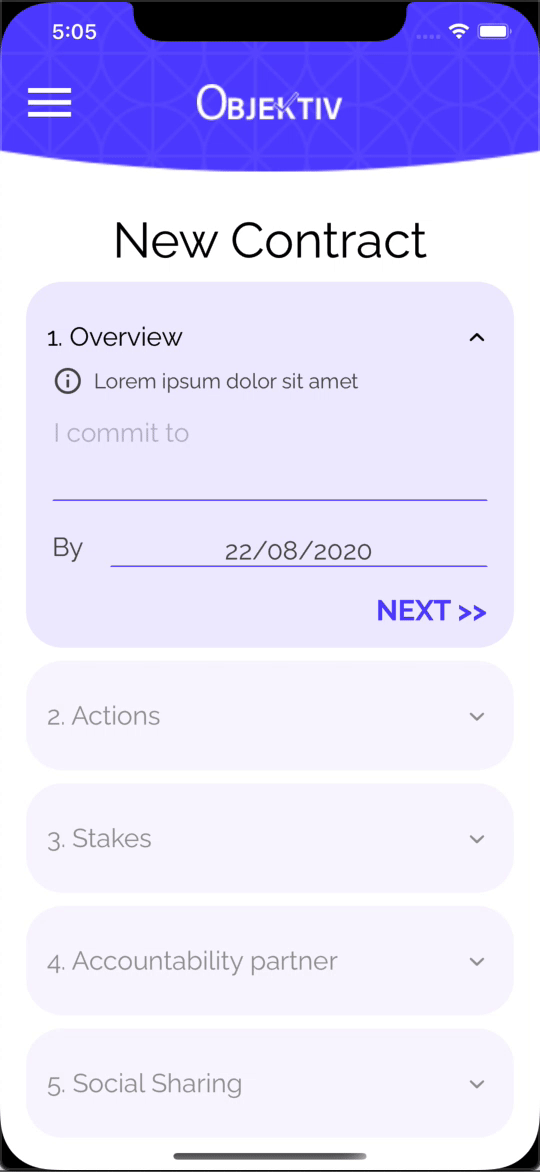 5:05
OBJEKTIV
New Contract
1. Overview
Lorem ipsum dolor sit amet
I commit to
By 22/08/2020
NEXT >>
2. Actions
3. Stakes
4. Accountability partner
5. Social Sharing